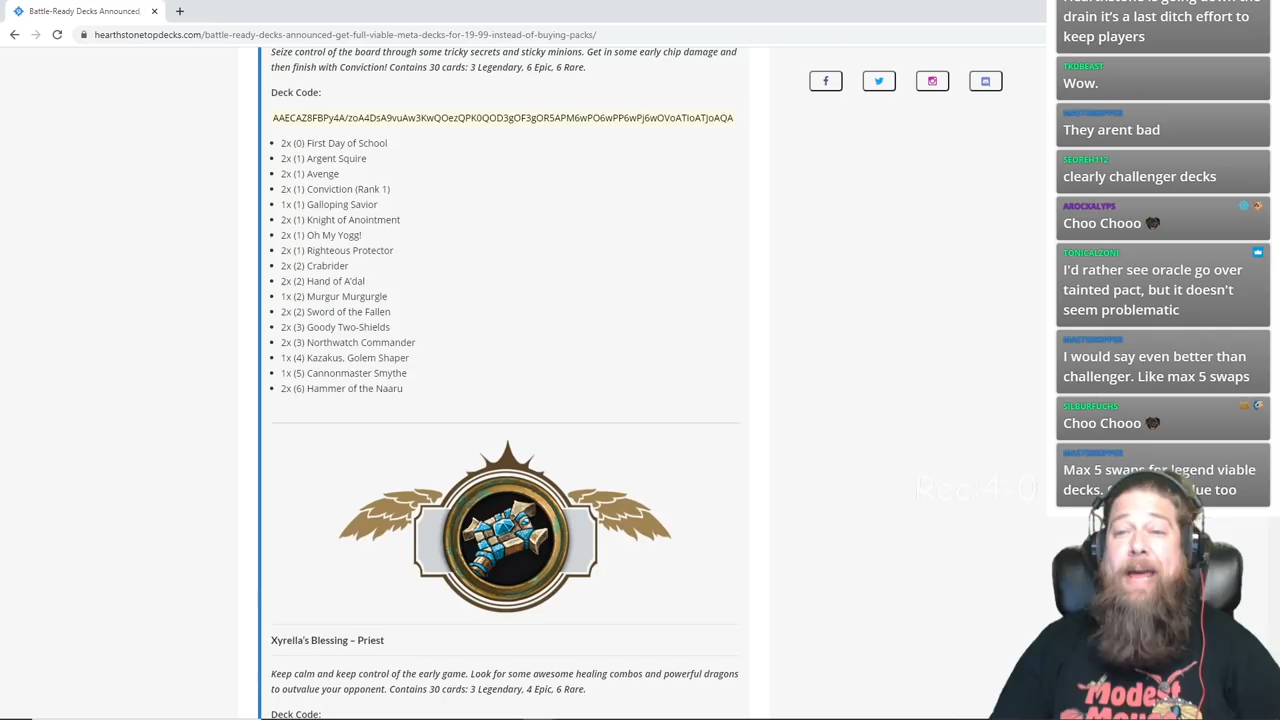 Battle-Ready Decks Announced,
hearthstonetopdecks.com/battle-ready-decks-announced-get-full-viable-meta-decks-for-19-99-instead-of-buying-packs/
Seize control of the board through some tricky secrets and sticky minions. Get in some early chip damage and
then finish with Conviction! Contains 30 cards: 3 Legendary, 6 Epic, 6 Rare.
Deck Code:
AAECAZ8FBPy4A/zoA4DsA9vuAw3KwQOezQPK0QOD3gOF3gOR5APM6wPO6wPP6wPj6wOVoATIoATJoAQA
2x (0) First Day of School
2x (1) Argent Squire
2x (1) Avenge
2x (1) Conviction (Rank 1)
1x (1) Galloping Savior
2x (1) Knight of Anointment
2x (1) Oh My Yogg!
2x (1) Righteous Protector
2x (2) Crabrider
2x (2) Hand of A'dal
1x (2) Murgur Murgurgle
2x (2) Sword of the Fallen
2x (3) Goody Two-Shields
2x (3) Northwatch Commander
1x (4) Kazakus, Golem Shaper
1x (5) Cannonmaster Smythe
2x (6) Hammer of the Naaru
Xyrella's Blessing – Priest
Keep calm and keep control of the early game. Look for some awesome healing combos and powerful dragons
to outvalue your opponent. Contains 30 cards: 3 Legendary, 4 Epic, 6 Rare.
Deck Code:
drain it's a last ditch effort to
keep players
TKDBEAST
Wow.
They arent bad
SEOREH112
clearly challenger decks
AROCKALYPS
Choo Chooo
TONICALZONI
I'd rather see oracle go over
tainted pact, but it doesn't
seem problematic
I would say even better than
challenger. Like max 5 swaps
SILBURFUCHS
Choo Chooo
Max 5 swaps for legend viable
decks.
lue too
Rec:4-0
Modest
Mouse